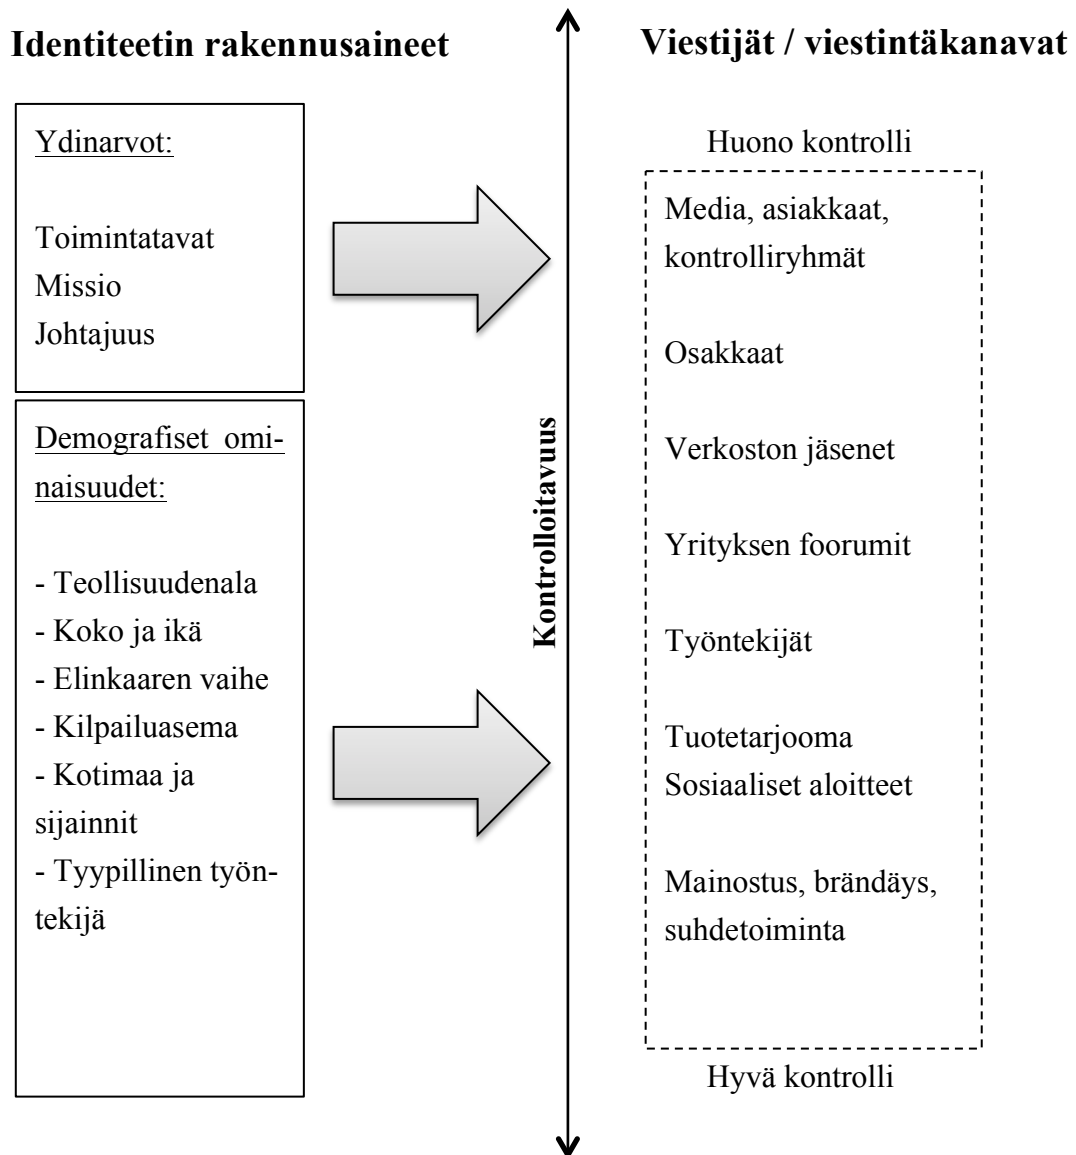 Identiteetin rakennusaineet
Ydinarvot:
Toimintatavat
Missio
Johtajuus
Demografiset omi-
naisuudet:
- Teollisuudenala
- Koko ja ikä
- Elinkaaren vaihe
- Kilpailuasema
- Kotimaa ja
sijainnit
- Tyypillinen työn-
tekijä
Kontrolloitavuus
Viestijät / viestintäkanavat
Huono kontrolli
Media, asiakkaat,
kontrolliryhmät
Osakkaat
Verkoston jäsenet
Yrityksen foorumit
Työntekijät
Tuotetarjooma
Sosiaaliset aloitteet
Mainostus, brändäys,
suhdetoiminta
Hyvä kontrolli